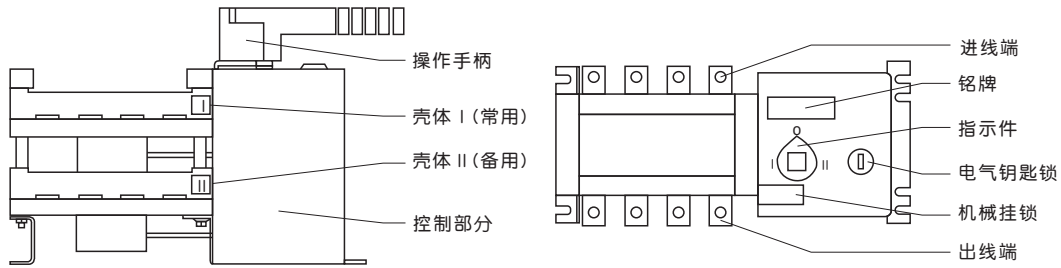 操作手柄
I
壳体 I (常用)
壳体 II (备用)
II
控制部分
进线端
铭牌
指示件
O
I
II
电气钥匙锁
机械挂锁
出线端